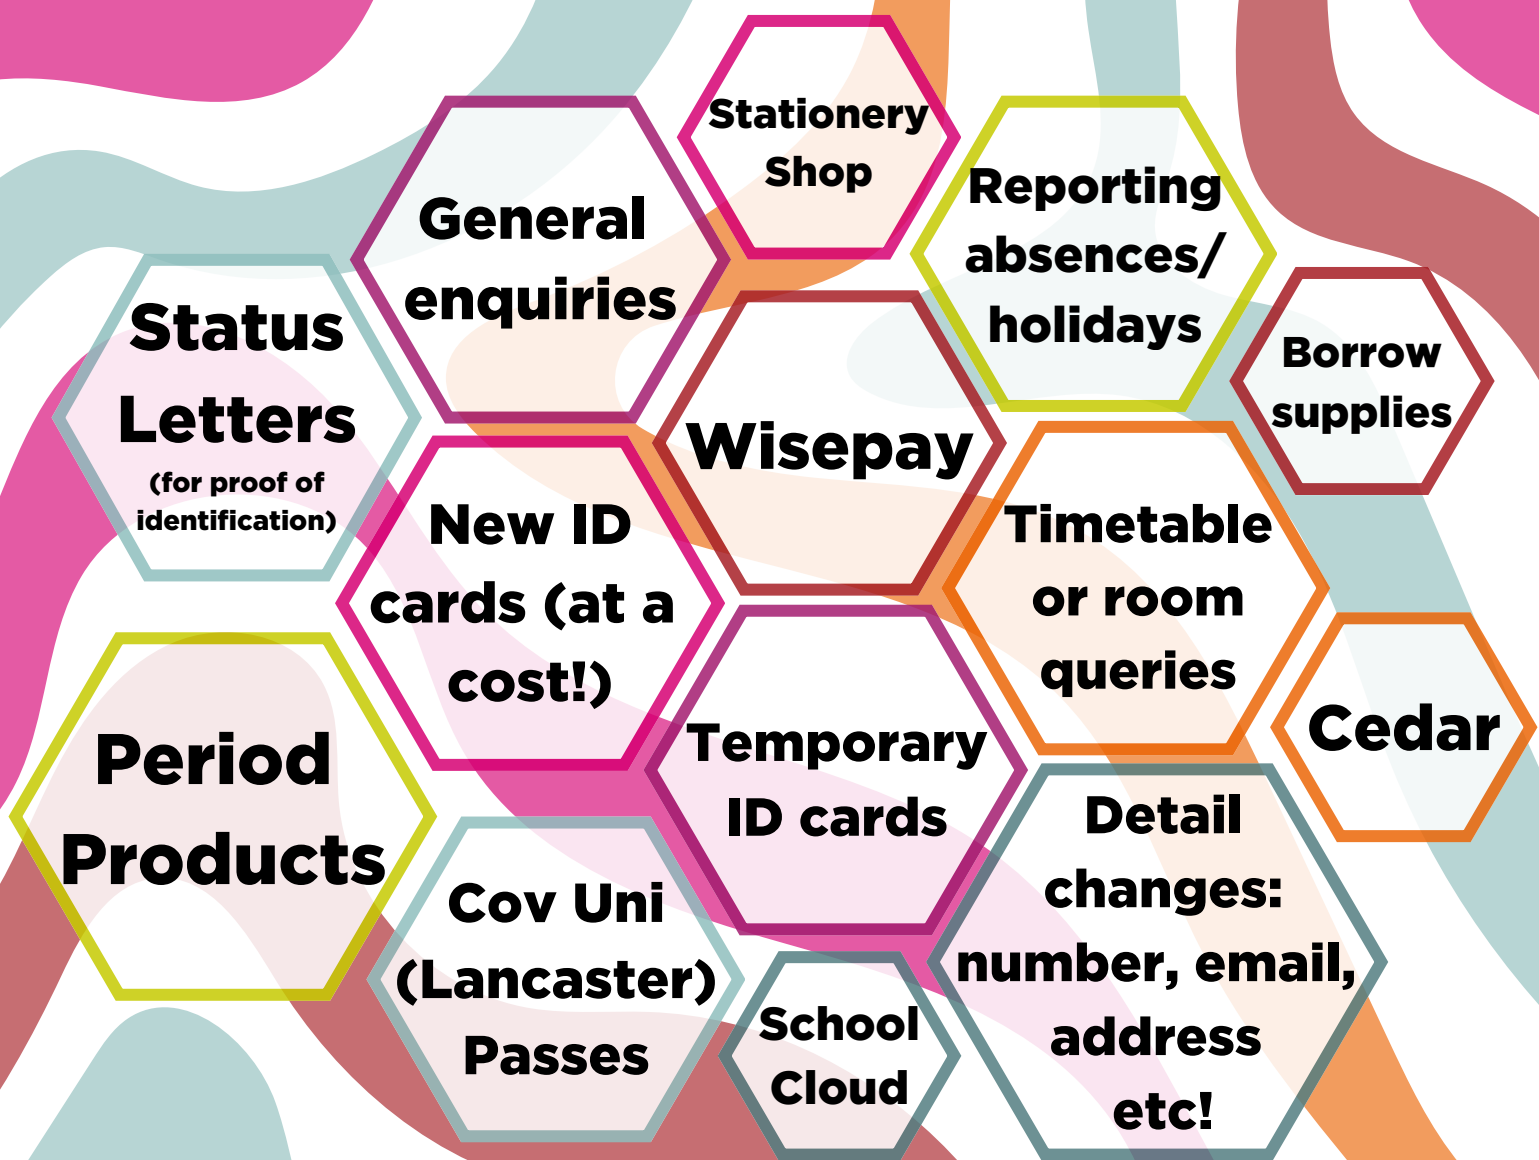 Stationery
Shop
General
enquiries
Reporting
absences/
holidays
Status
Letters
(for proof of
identification)
Wisepay
Borrow
supplies
New ID
cards (at a
cost!)
Timetable
or room
queries
Period
Products
Temporary
ID cards
Cedar
Cov Uni
(Lancaster)
Passes
School
Cloud
Detail
changes:
number, email,
address
etc!